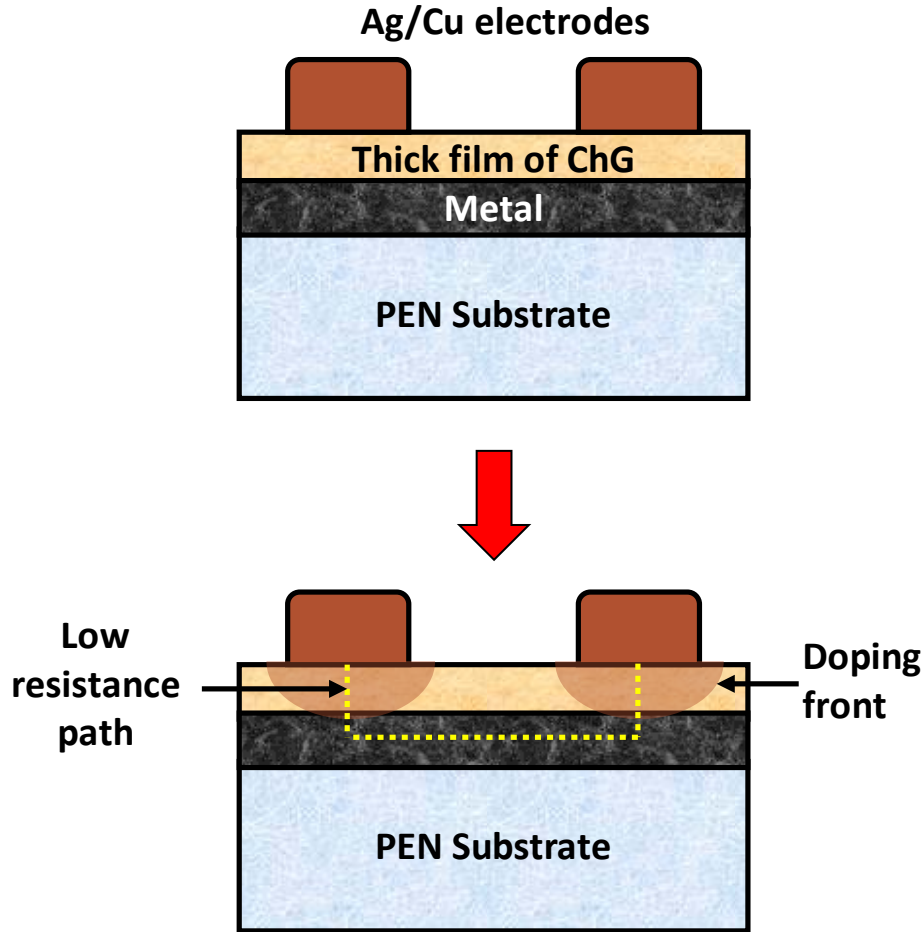 Ag/Cu electrodes
Thick film of ChG
Metal
PEN Substrate
Low
resistance
path
Doping
front
PEN Substrate